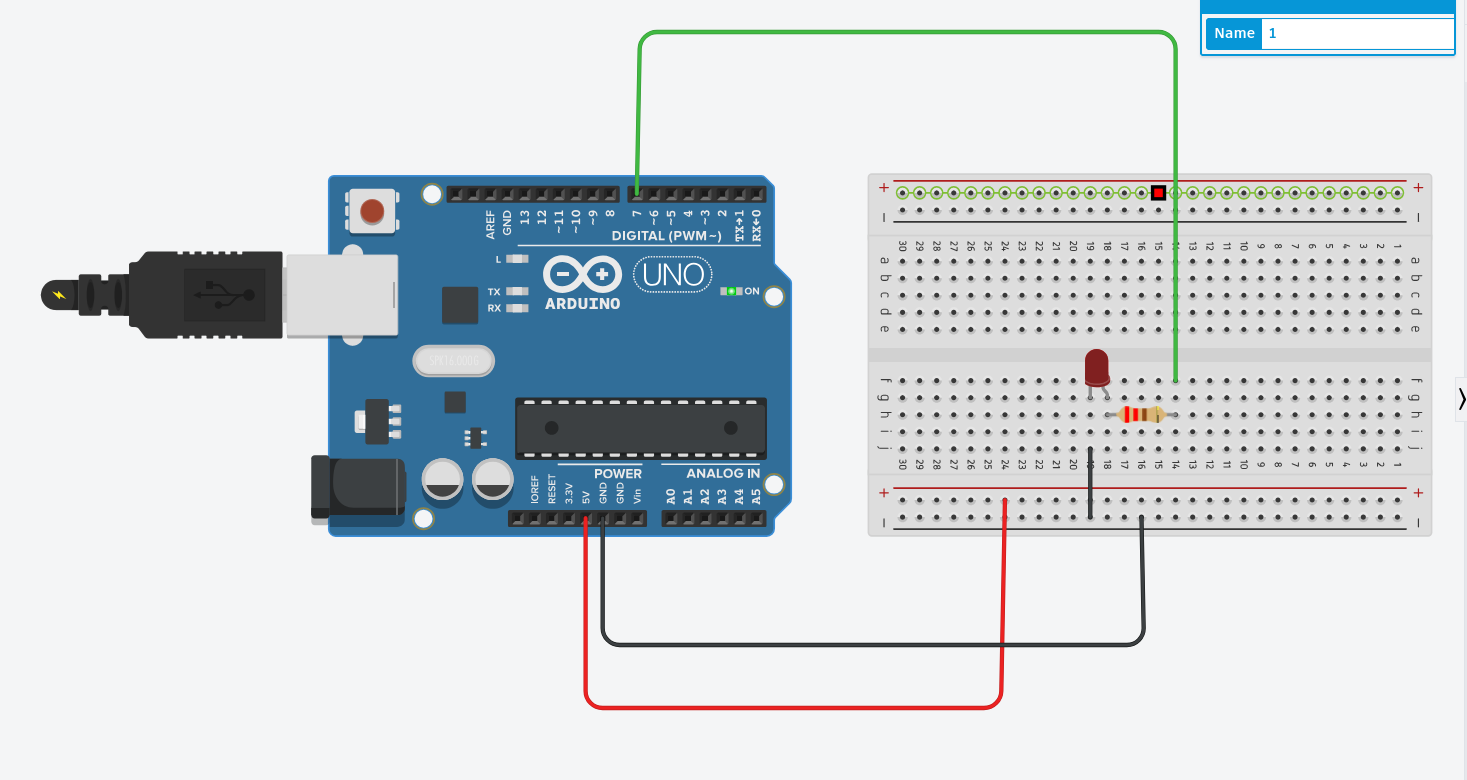 Name 1
AREF
GND
13
12
~11
~10
~9
8
7
~6
~5
4
~3
2
TX→1
RX←0
DIGITAL (PWM~)
L
TX
RX
ARDUINO
UNO
ON
POWER
ANALOG IN
IOREF
RESET
3.3V
5V
GND
GND
Vin
A0
A1
A2
A3
A4
A5
+ +
− −
30 29 28 27 26 25 24 23 22 21 20 19 18 17 16 15 14 13 12 11 10 9 8 7 6 5 4 3 2 1
a a
b b
c c
d d
e e
f f
g g
h h
i i
j j
30 29 28 27 26 25 24 23 22 21 20 19 18 17 16 15 14 13 12 11 10 9 8 7 6 5 4 3 2 1
+ +
− −